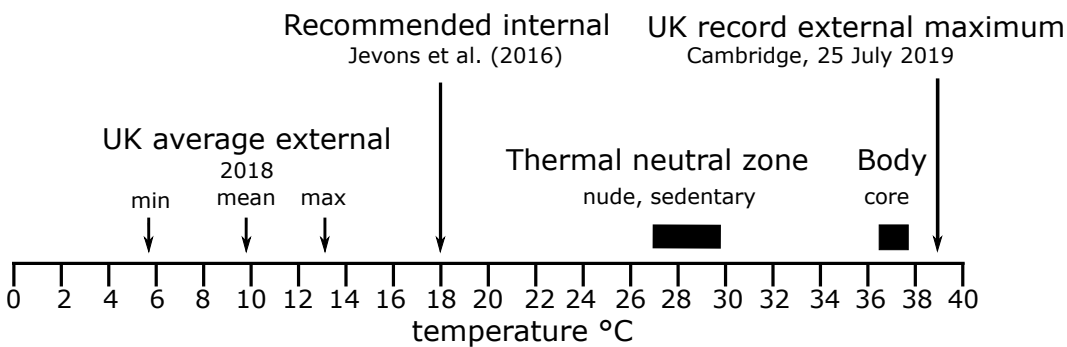 Recommended internal
Jevons et al. (2016)
UK record external maximum
Cambridge, 25 July 2019
UK average external
2018
min
mean
max
Thermal neutral zone
nude, sedentary
Body
core
0 2 4 6 8 10 12 14 16 18 20 22 24 26 28 30 32 34 36 38 40
temperature °C